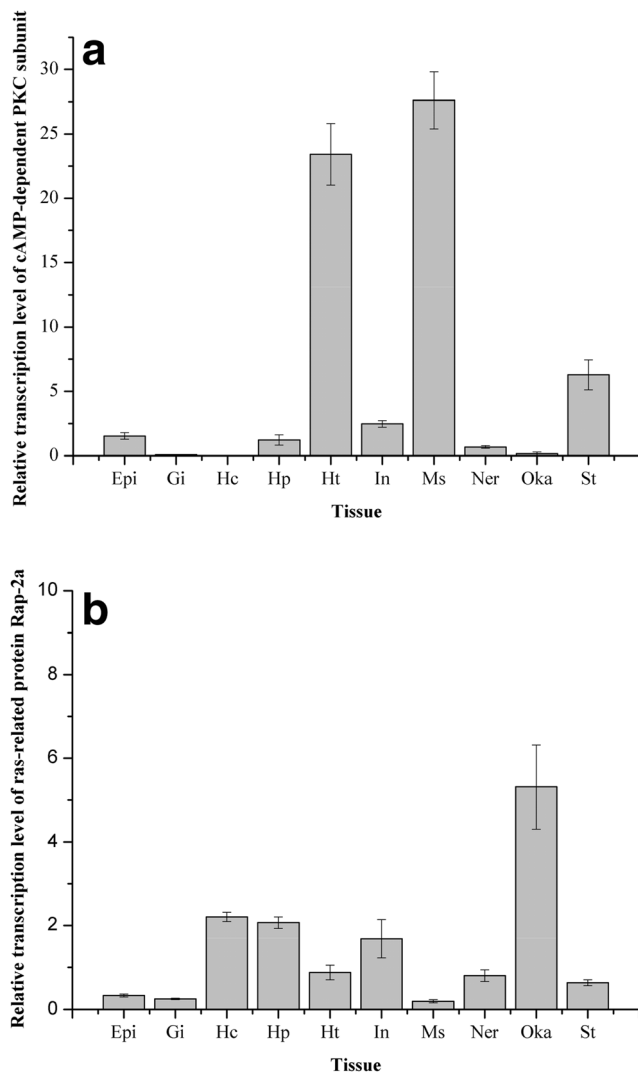 a
Relative transcription level of cAMP-dependent PKC subunit
30
25
20
15
10
5
0
Epi Gi Hc Hp Ht In Ms Ner Oka St
Tissue
b
Relative transcription level of ras-related protein Rap-2a
10
8
6
4
2
0
Epi Gi Hc Hp Ht In Ms Ner Oka St
Tissue